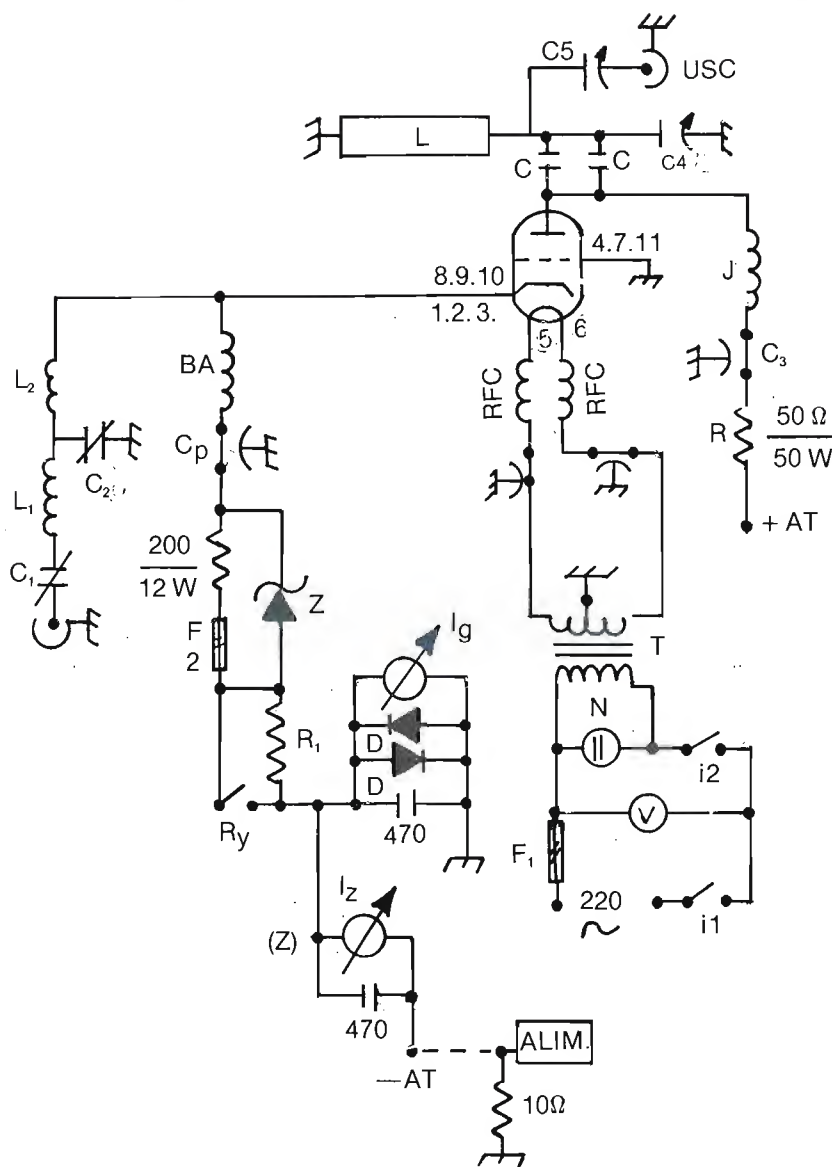 C5
USC
L
C
C
C4
4.7.11
8.9.10
1.2.3.
5
6
J
BA
RFC
RFC
C3
L2
Cp
R
50 Ω
50 W
C2
L1
+ AT
200
12 W
C1
Z
F
2
Ig
T
R1
D
N
D
i2
470
Ry
V
F1
220
i1
Iz
(Z)
470
ALIM.
—AT
10Ω